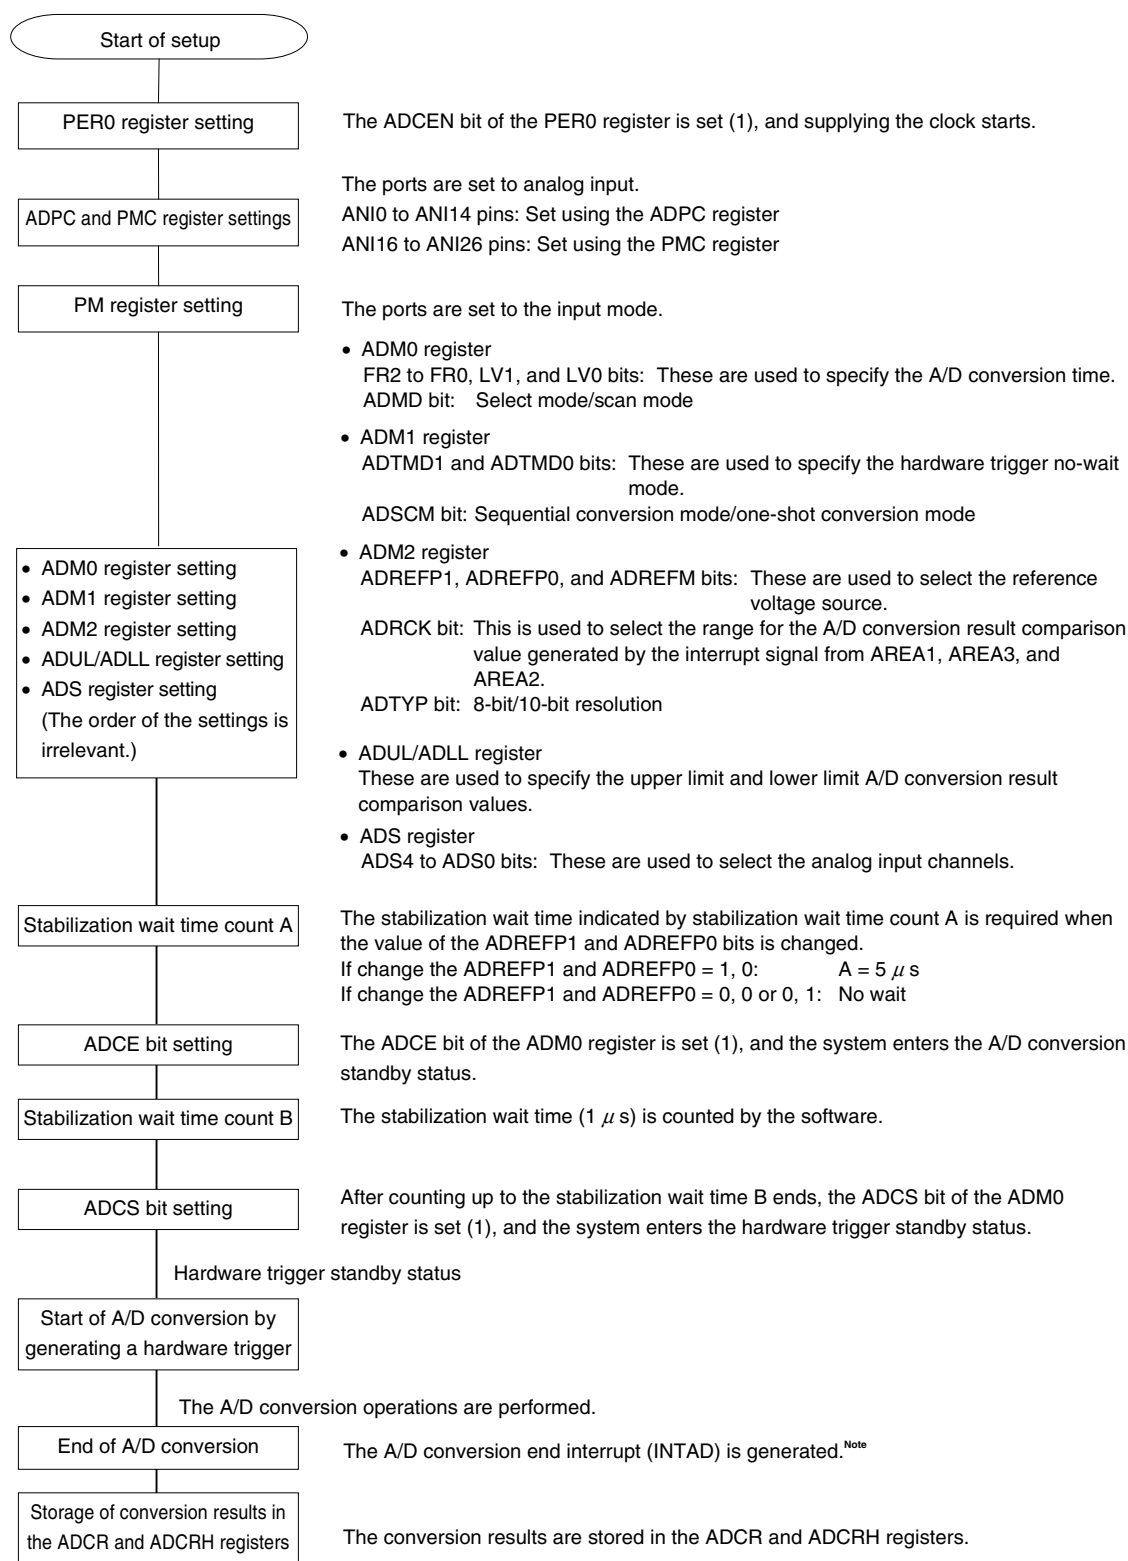 Start of setup
PER0 register setting
The ADCEN bit of the PER0 register is set (1), and supplying the clock starts.
ADPC and PMC register settings
The ports are set to analog input.
ANI0 to ANI14 pins: Set using the ADPC register
ANI16 to ANI26 pins: Set using the PMC register
PM register setting
The ports are set to the input mode.
• ADM0 register setting
• ADM1 register setting
• ADM2 register setting
• ADUL/ADLL register setting
• ADS register setting
(The order of the settings is
irrelevant.)
• ADM0 register
FR2 to FR0, LV1, and LV0 bits: These are used to specify the A/D conversion time.
ADMD bit: Select mode/scan mode
• ADM1 register
ADTMD1 and ADTMD0 bits: These are used to specify the hardware trigger no-wait
mode.
ADSCM bit: Sequential conversion mode/one-shot conversion mode
• ADM2 register
ADREFP1, ADREFP0, and ADREFM bits: These are used to select the reference
voltage source.
ADRCK bit: This is used to select the range for the A/D conversion result comparison
value generated by the interrupt signal from AREA1, AREA3, and
AREA2.
ADTYP bit: 8-bit/10-bit resolution
• ADUL/ADLL register
These are used to specify the upper limit and lower limit A/D conversion result
comparison values.
• ADS register
ADS4 to ADS0 bits: These are used to select the analog input channels.
Stabilization wait time count A
The stabilization wait time indicated by stabilization wait time count A is required when
the value of the ADREFP1 and ADREFP0 bits is changed.
If change the ADREFP1 and ADREFP0 = 1, 0: A = 5 μ s
If change the ADREFP1 and ADREFP0 = 0, 0 or 0, 1: No wait
ADCE bit setting
The ADCE bit of the ADM0 register is set (1), and the system enters the A/D conversion
standby status.
Stabilization wait time count B
The stabilization wait time (1 μ s) is counted by the software.
ADCS bit setting
After counting up to the stabilization wait time B ends, the ADCS bit of the ADM0
register is set (1), and the system enters the hardware trigger standby status.
Hardware trigger standby status
Start of A/D conversion by
generating a hardware trigger
The A/D conversion operations are performed.
End of A/D conversion
The A/D conversion end interrupt (INTAD) is generated.Note
Storage of conversion results in
the ADCR and ADCRH registers
The conversion results are stored in the ADCR and ADCRH registers.